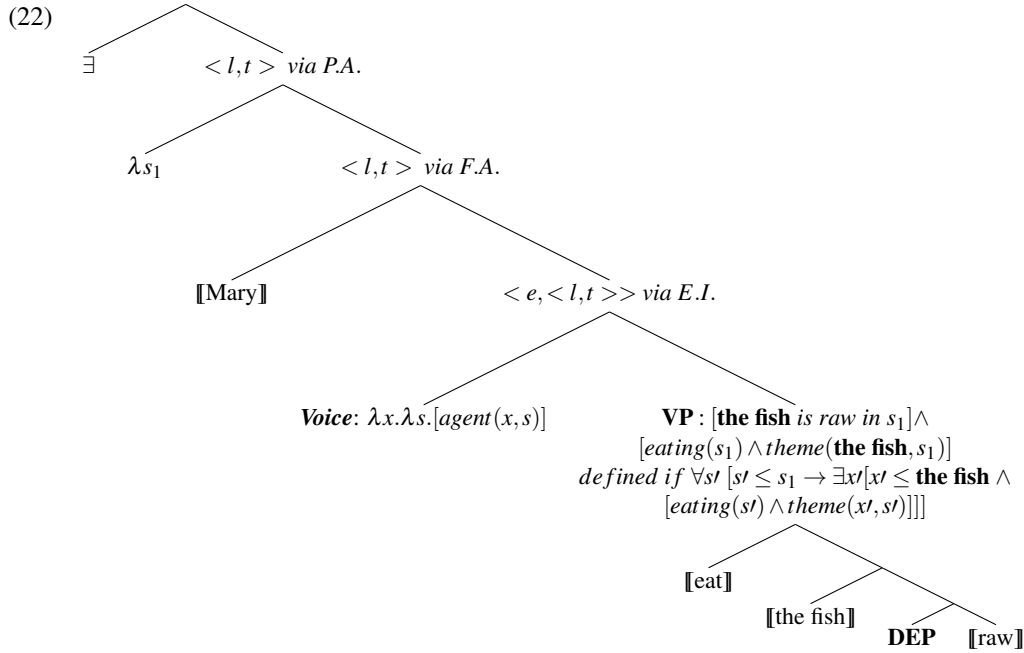 (22)
∃ < l,t > via P.A.
λs₁ < l,t > via F.A.
⟦Mary⟧ < e,< l,t >> via E.I.
Voice: λx.λs.[agent(x,s)] VP : [the fish is raw in s₁]∧
[eating(s₁) ∧ theme(the fish,s₁)]
defined if ∀s′ [s′ ≤ s₁ → ∃x′[x′ ≤ the fish ∧
[eating(s′) ∧ theme(x′,s′)]]]
⟦eat⟧
⟦the fish⟧
DEP ⟦raw⟧